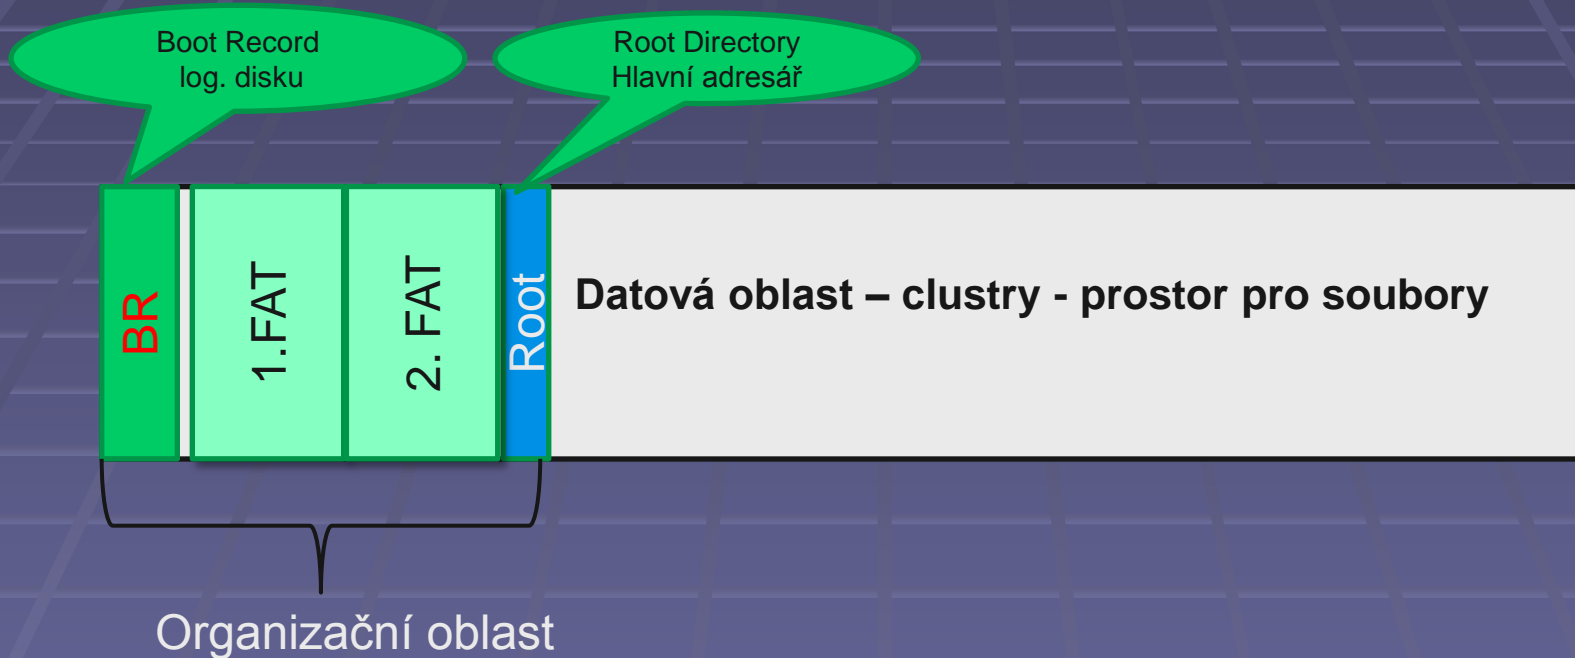 Boot Record
log. disku
Root Directory
Hlavní adresář
BR
1.FAT
2. FAT
Root
Datová oblast – clustry - prostor pro soubory
Organizační oblast